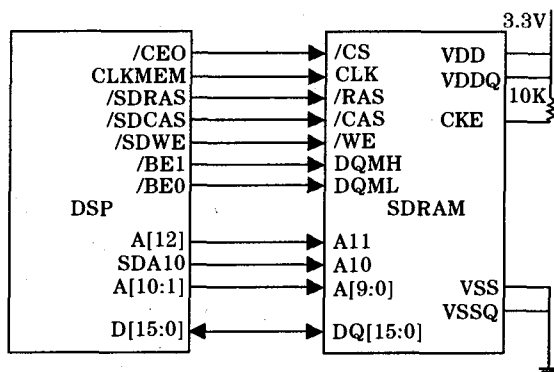 3.3V
/CEO /CS VDD
CLKMEM CLK VDDQ
/SDRAS /RAS 10K
/SDCAS /CAS CKE
/SDWE /WE
/BE1 DQMH
/BE0 DQML
DSP SDRAM
A[12] A11
SDA10 A10
A[10:1] A[9:0] VSS
VSSQ
D[15:0] DQ[15:0]